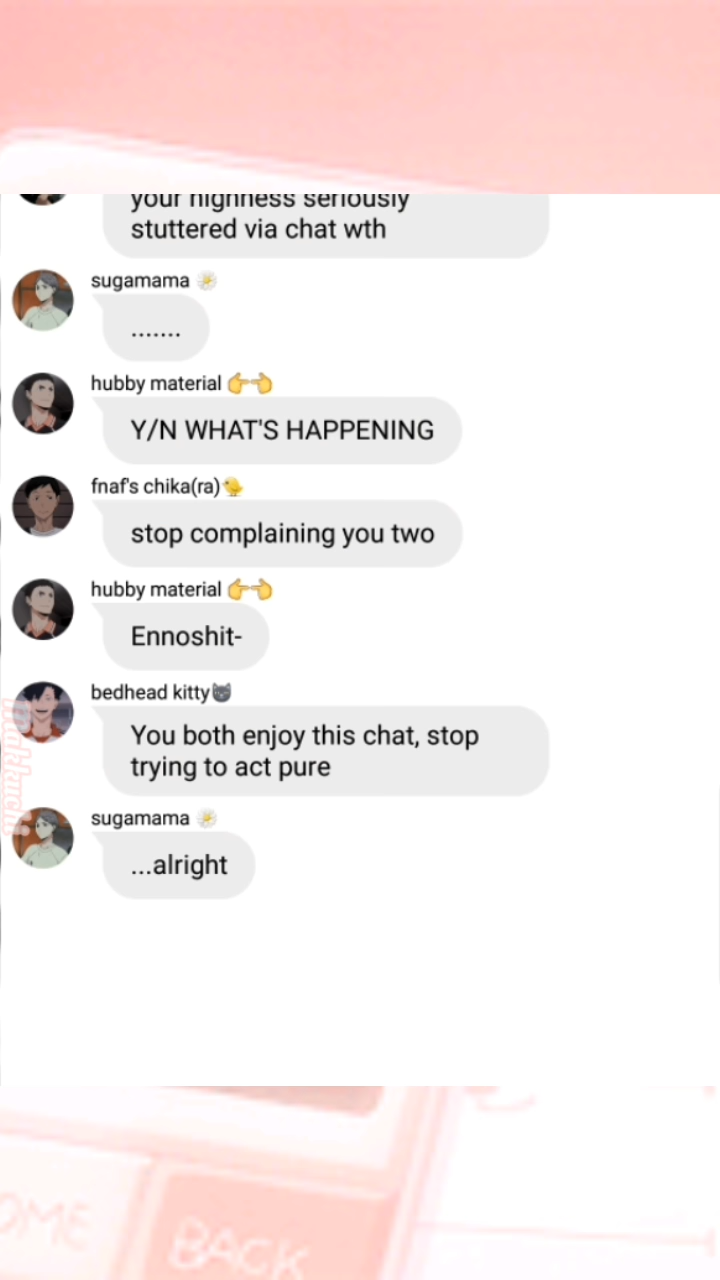 your highness seriously
stuttered via chat wth
sugamama 🌼
.......
hubby material 👉👈
Y/N WHAT'S HAPPENING
fnaf's chika(ra)🐤
stop complaining you two
hubby material 👉👈
Ennoshit-
bedhead kitty🐱
You both enjoy this chat, stop
trying to act pure
sugamama 🌼
...alright
BACK